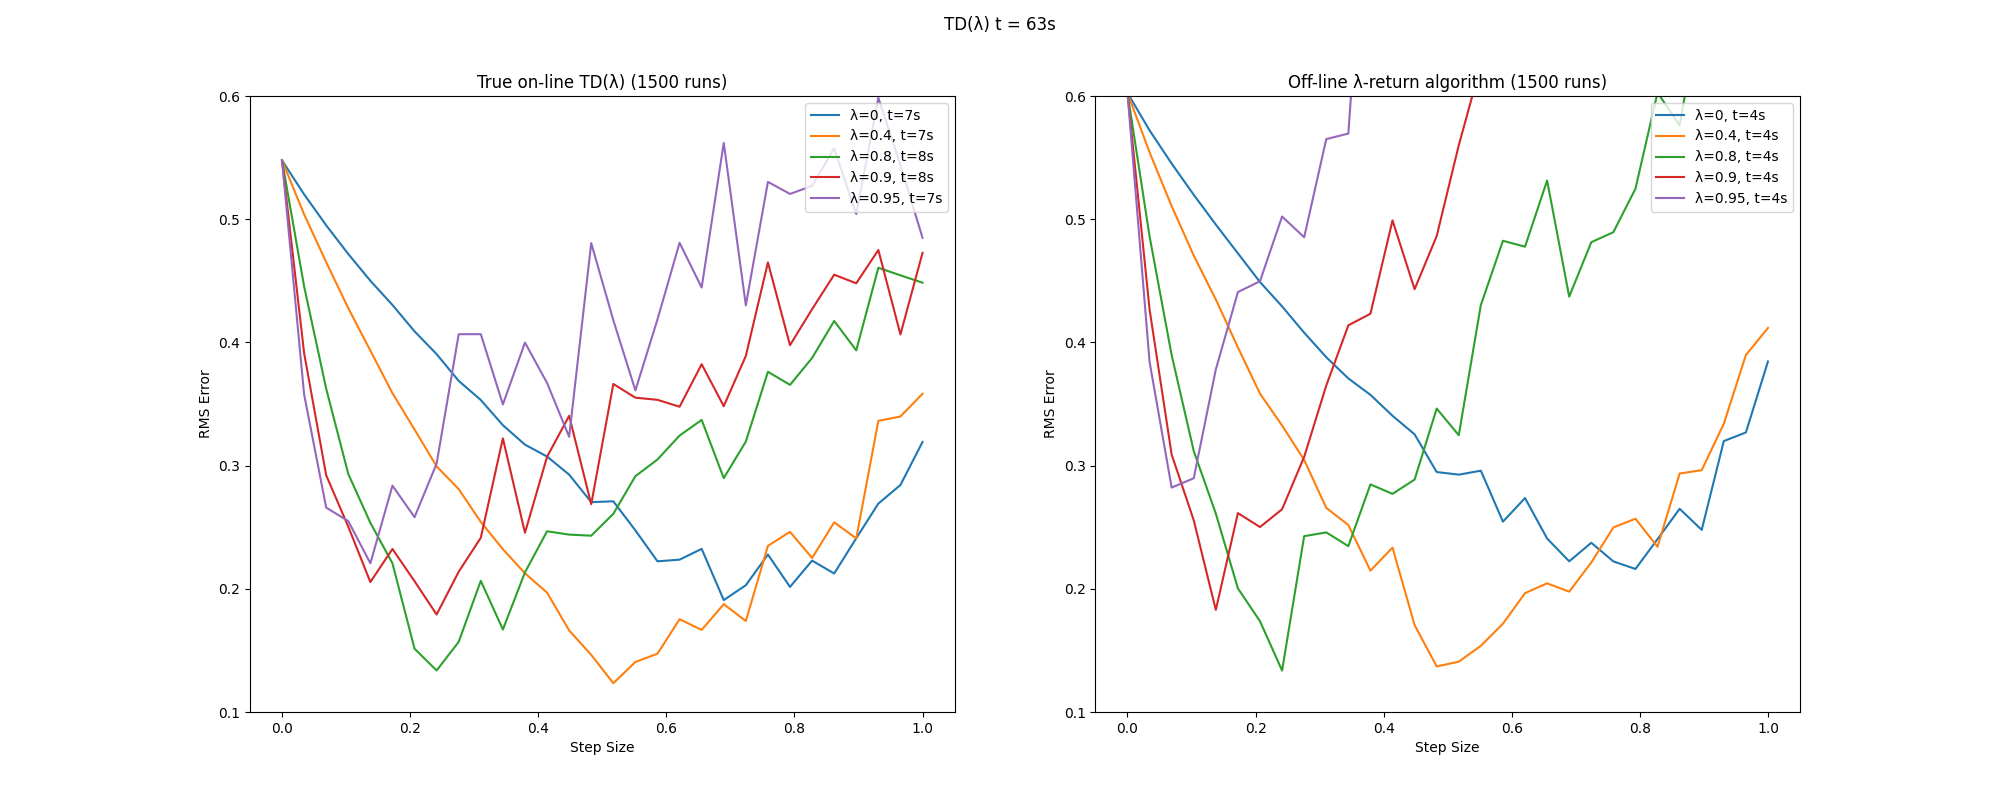 TD(λ) t = 63s
True on-line TD(λ) (1500 runs)
RMS Error
0.6
0.5
0.4
0.3
0.2
0.1
0.0
0.2
0.4
0.6
0.8
1.0
Step Size
λ=0, t=7s
λ=0.4, t=7s
λ=0.8, t=8s
λ=0.9, t=8s
λ=0.95, t=7s
Off-line λ-return algorithm (1500 runs)
RMS Error
0.6
0.5
0.4
0.3
0.2
0.1
0.0
0.2
0.4
0.6
0.8
1.0
Step Size
λ=0, t=4s
λ=0.4, t=4s
λ=0.8, t=4s
λ=0.9, t=4s
λ=0.95, t=4s